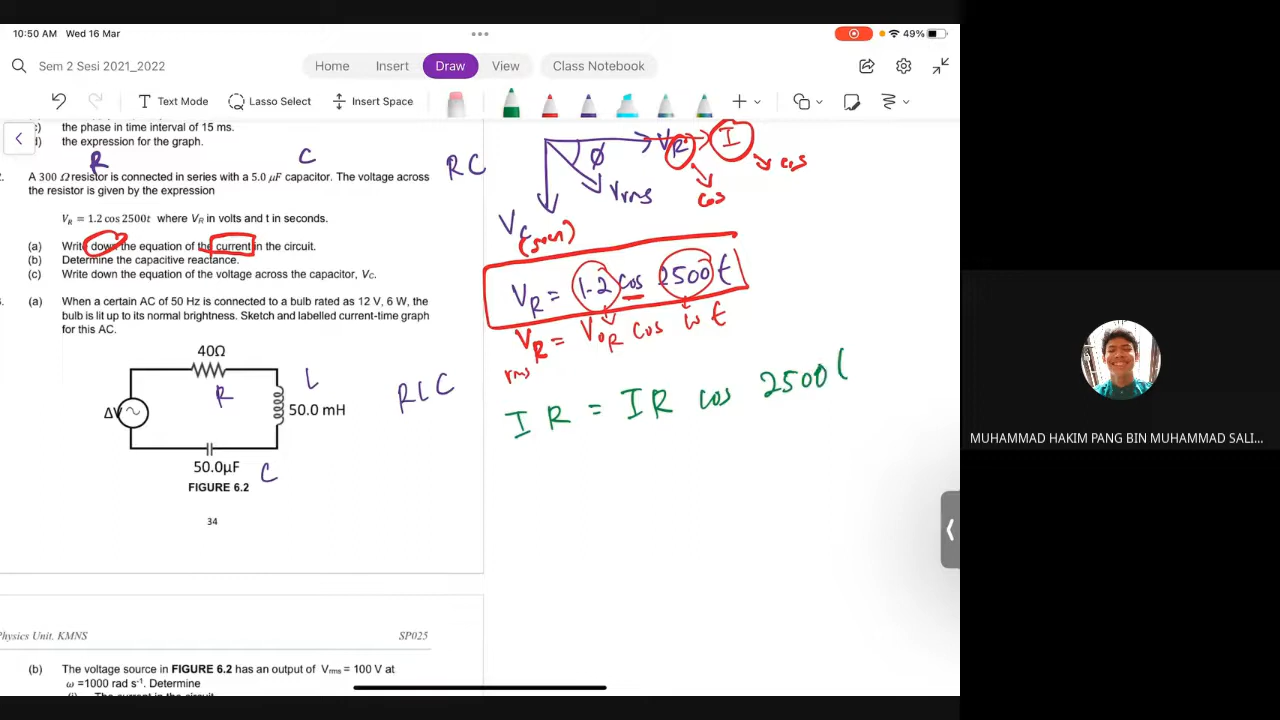 10:50 AM Wed 16 Mar
49%
Sem 2 Sesi 2021_2022
Home Insert Draw View Class Notebook
Text Mode Lasso Select Insert Space
the phase in time interval of 15 ms.
the expression for the graph.
R C RC
A 300 Ω resistor is connected in series with a 5.0 μF capacitor. The voltage across
the resistor is given by the expression
V_R = 1.2 cos 2500t where V_R in volts and t in seconds.
(a) Write down the equation of the current in the circuit.
(b) Determine the capacitive reactance.
(c) Write down the equation of the voltage across the capacitor, Vc.
(a) When a certain AC of 50 Hz is connected to a bulb rated as 12 V, 6 W, the
bulb is lit up to its normal brightness. Sketch and labelled current-time graph
for this AC.
40Ω
R
L
50.0 mH
ΔV
50.0μF
C
RLC
FIGURE 6.2
34
Physics Unit, KMNS SP025
(b) The voltage source in FIGURE 6.2 has an output of Vrms = 100 V at
ω =1000 rad s⁻¹. Determine
V_R I
cos
cos
ϕ
Vrms
V_C
V_R = 1.2 cos 2500 t
V_R = V_OR cos ω t
rms
I R = I R cos 2500 (
MUHAMMAD HAKIM PANG BIN MUHAMMAD SALI...